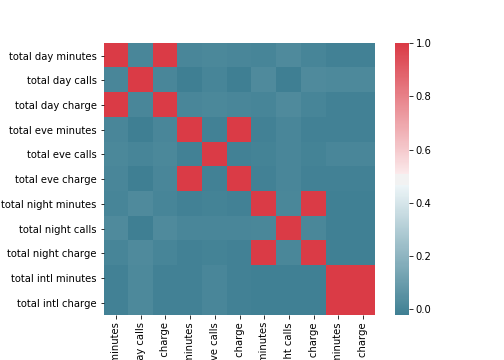 total day minutes
total day calls
total day charge
total eve minutes
total eve calls
total eve charge
total night minutes
total night calls
total night charge
total intl minutes
total intl charge
1.0
0.8
0.6
0.4
0.2
0.0
minutes
ay calls
charge
minutes
ve calls
charge
minutes
ht calls
charge
minutes
charge